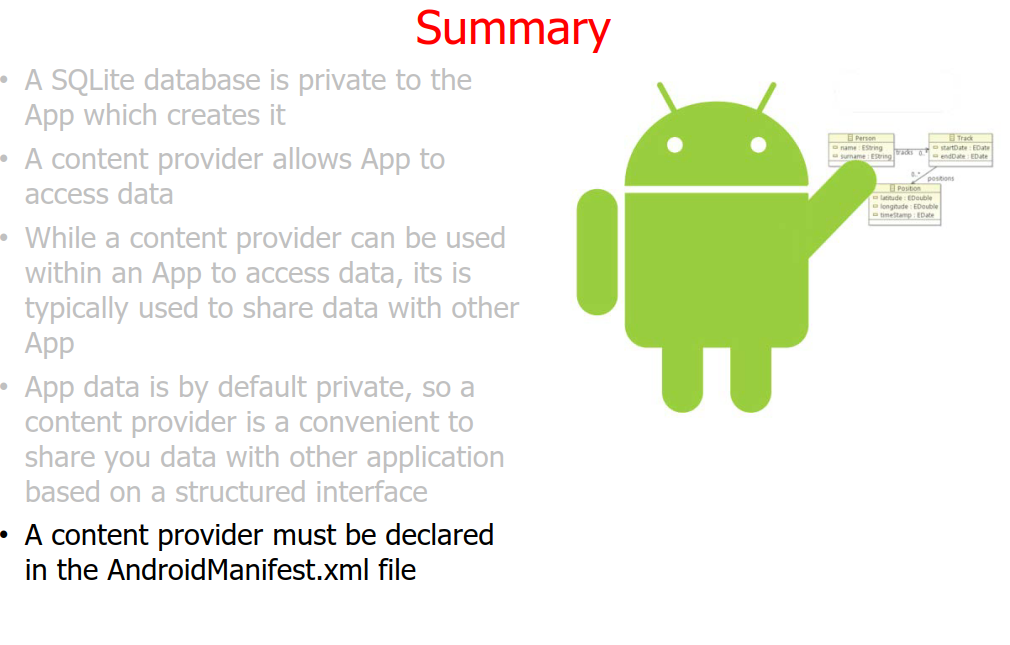 Summary
• A SQLite database is private to the
App which creates it
• A content provider allows App to
access data
• While a content provider can be used
within an App to access data, its is
typically used to share data with other
App
• App data is by default private, so a
content provider is a convenient to
share you data with other application
based on a structured interface
• A content provider must be declared
in the AndroidManifest.xml file
Person
name : EString
surname : EString
tracks
0..*
Track
startDate : EDate
endDate : EDate
0..*
positions
Position
latitude : EDouble
longitude : EDouble
timeStamp : EDate